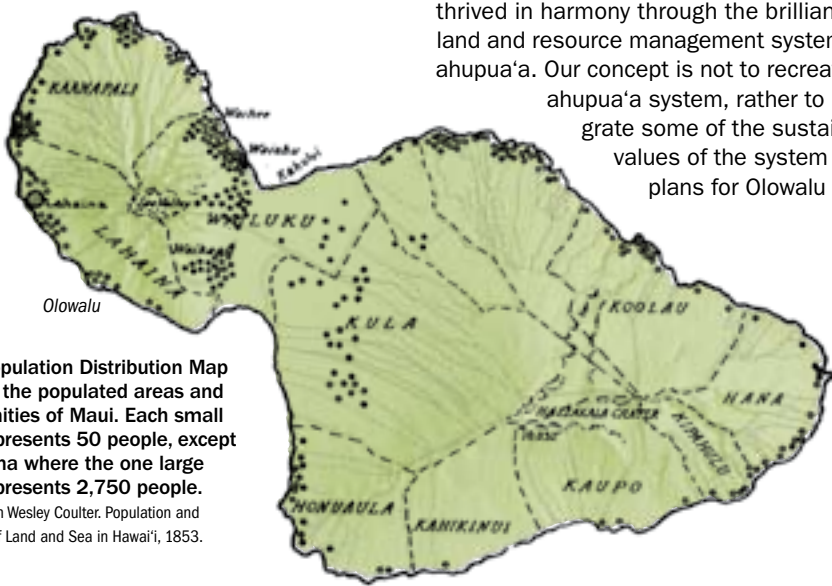 thrived in harmony through the brillian
land and resource management system
ahupua‘a. Our concept is not to recrea
ahupua‘a system, rather to
grate some of the sustai
values of the system
plans for Olowalu
KAANAPALI
Waihee
Waiehu
Kahului
Lahaina
WAILUKU
LAHAINA
Waikapu
Olowalu
KULA
KOOLAU
HANA
HALEAKALA CRATER
KIPAHULU
KAUPO
HONUAULA
KAHIKINUI
opulation Distribution Map
the populated areas and
nities of Maui. Each small
presents 50 people, except
na where the one large
presents 2,750 people.
n Wesley Coulter. Population and
f Land and Sea in Hawai‘i, 1853.